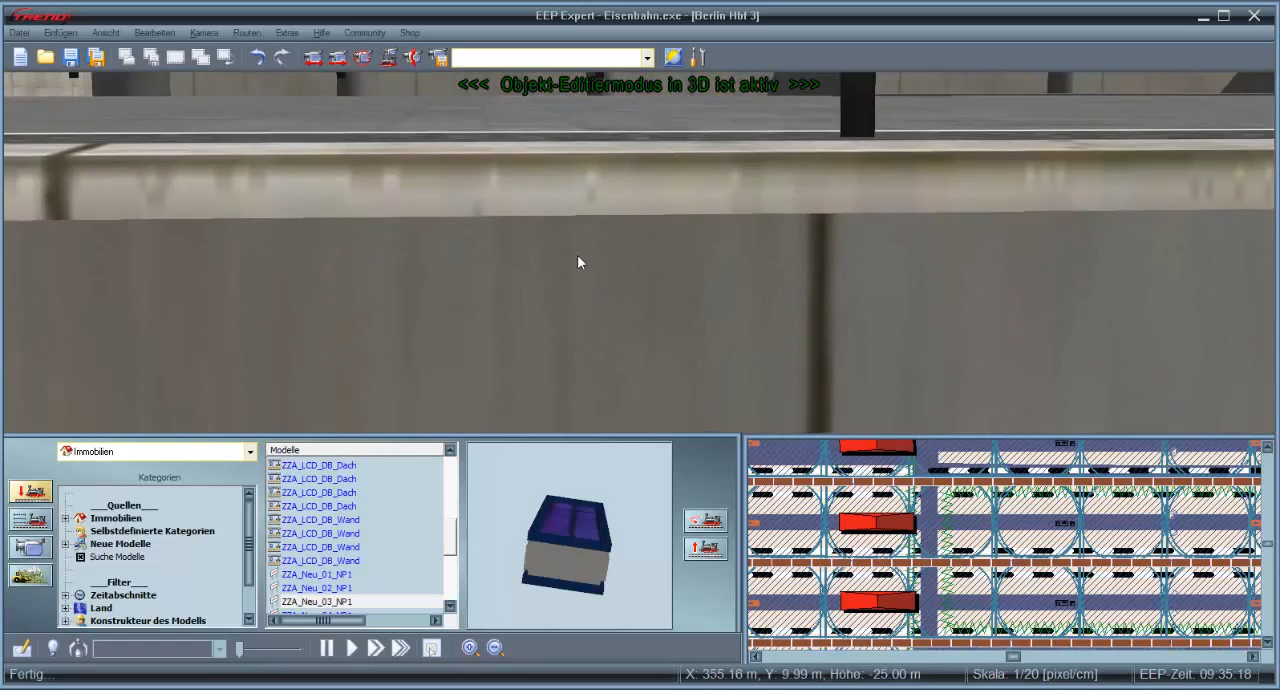 TREND
EEP Expert - Eisenbahn.exe - [Berlin Hbf 3]
Datei Einfügen Ansicht Bearbeiten Kamera Routen Extras Hilfe Community Shop
<<< Objekt-Editiermodus in 3D ist aktiv >>>
Immobilien
Kategorien
__Quellen__
Immobilien
Selbstdefinierte Kategorien
Neue Modelle
Suche Modelle
__Filter__
Zeitabschnitte
Land
Konstrukteur des Modells
Modelle
ZZA_LCD_DB_Dach
ZZA_LCD_DB_Dach
ZZA_LCD_DB_Dach
ZZA_LCD_DB_Dach
ZZA_LCD_DB_Wand
ZZA_LCD_DB_Wand
ZZA_LCD_DB_Wand
ZZA_LCD_DB_Wand
ZZA_Neu_01_NP1
ZZA_Neu_02_NP1
ZZA_Neu_03_NP1
Fertig...
X: 355.16 m, Y: 9.99 m, Höhe: -25.00 m
Skala: 1/20 [pixel/cm]
EEP-Zeit: 09:35:18